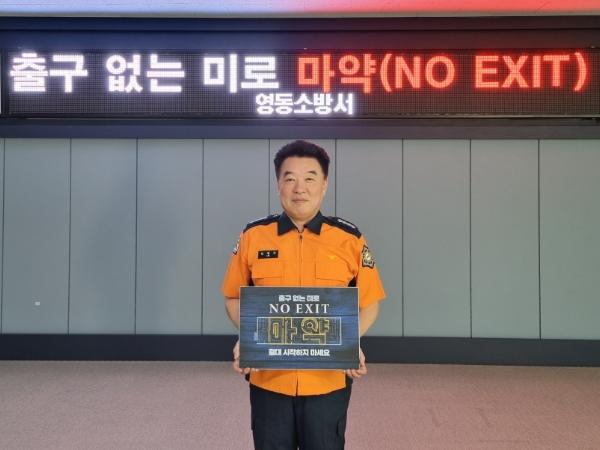 출구 없는 미로 마약(NO EXIT)
영동소방서
출구 없는 미로
NO EXIT
마약
절대 시작하지 마세요